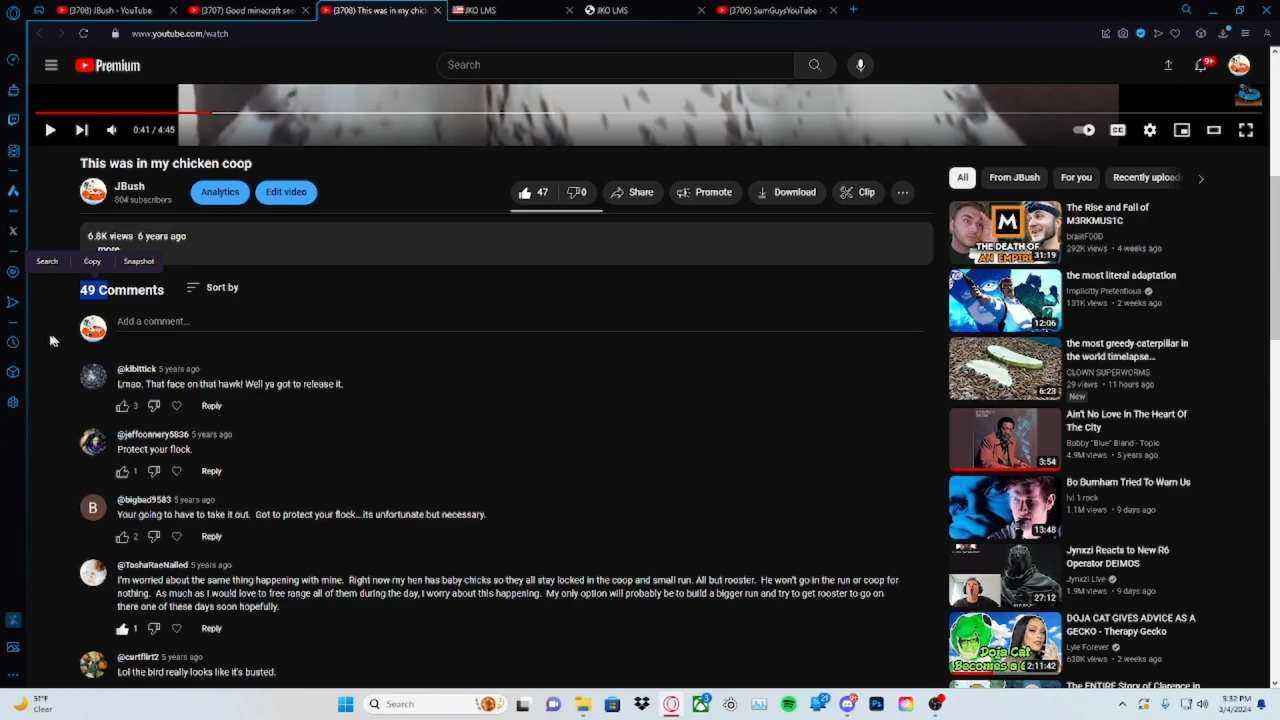 (3708) JBush - YouTube
(3707) Good minecraft see
(3708) This was in my chic
JKO LMS
JKO LMS
(3706) SamGuysYouTube -
www.youtube.com/watch
Premium
Search
9+
0:41 / 4:45
CC
This was in my chicken coop
JBush
804 subscribers
Analytics
Edit video
47
0
Share
Promote
Download
Clip
6.8K views 6 years ago
more
Search
Copy
Snapshot
49 Comments
Sort by
Add a comment...
@klbittick 5 years ago
Lmao. That face on that hawk! Well ya got to release it.
3
Reply
@jeffconnery5836 5 years ago
Protect your flock.
1
Reply
B
@bigbad9583 5 years ago
Your going to have to take it out. Got to protect your flock...its unfortunate but necessary.
2
Reply
@TashaRaeNailed 5 years ago
I'm worried about the same thing happening with mine. Right now my hen has baby chicks so they all stay locked in the coop and small run. All but rooster. He won't go in the run or coop for
nothing. As much as I would love to free range all of them during the day, I worry about this happening. My only option will probably be to build a bigger run and try to get rooster to go on
there one of these days soon hopefully.
1
Reply
@curtflirt2 5 years ago
Lol the bird really looks like it's busted.
All
From JBush
For you
Recently upload
M
THE DEATH OF
AN EMPIRE
31:19
The Rise and Fall of
M3RKMUS1C
brainF00D
292K views • 4 weeks ago
12:06
the most literal adaptation
Implicitly Pretentious
131K views • 2 weeks ago
6:23
the most greedy caterpillar in
the world timelapse...
CLOWN SUPERWORMS
29 views • 11 hours ago
New
3:54
Ain't No Love In The Heart Of
The City
Bobby "Blue" Bland - Topic
4.9M views • 5 years ago
13:48
Bo Burnham Tried To Warn Us
lvl 1 rock
1.1M views • 9 days ago
27:12
Jynxzi Reacts to New R6
Operator DEIMOS
Jynxzi Live
1.9M views • 9 days ago
Doja Cat
Becomes a G
2:11:42
DOJA CAT GIVES ADVICE AS A
GECKO - Therapy Gecko
Lyle Forever
638K views • 2 weeks ago
The ENTIRE Story of Clarence in
51°F
Clear
Search
5:32 PM
3/4/2024